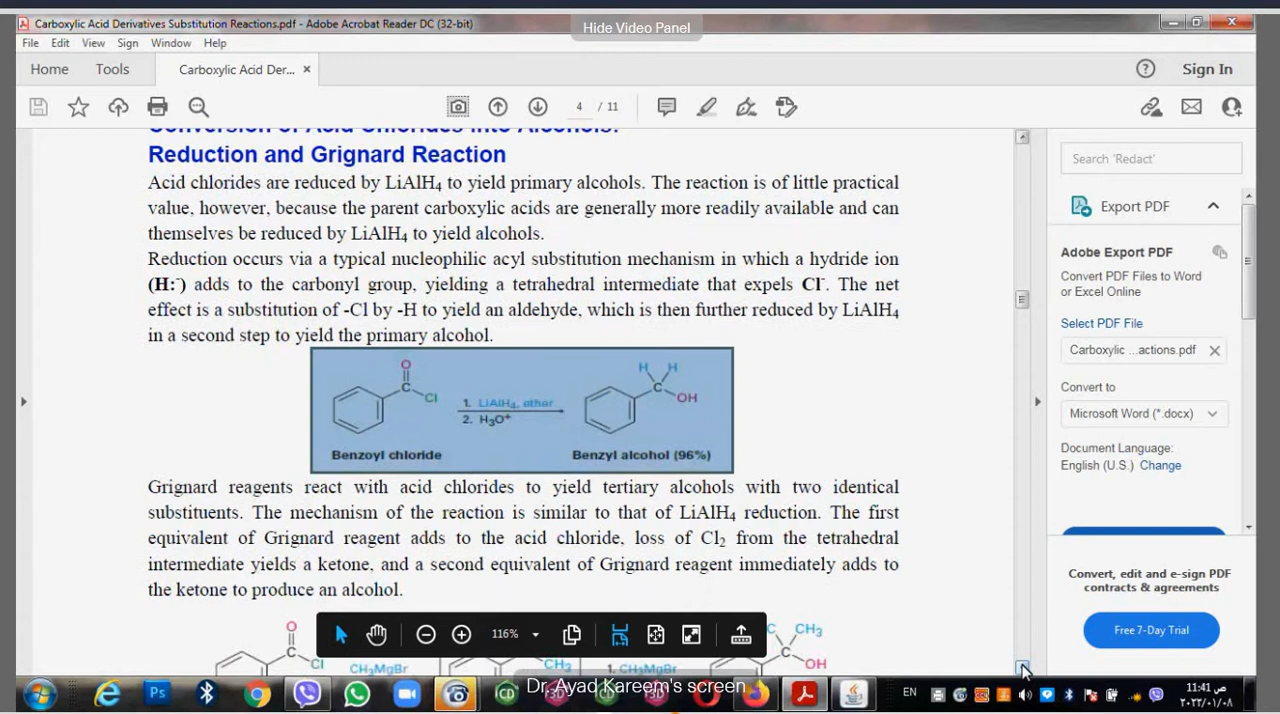 Carboxylic Acid Derivatives Substitution Reactions.pdf - Adobe Acrobat Reader DC (32-bit)
Hide Video Panel
File Edit View Sign Window Help
Home Tools Carboxylic Acid Der... × Sign In
4 / 11
Conversion of Acid Chlorides into Alcohols:
Reduction and Grignard Reaction
Acid chlorides are reduced by LiAlH4 to yield primary alcohols. The reaction is of little practical
value, however, because the parent carboxylic acids are generally more readily available and can
themselves be reduced by LiAlH4 to yield alcohols.
Reduction occurs via a typical nucleophilic acyl substitution mechanism in which a hydride ion
(H:-) adds to the carbonyl group, yielding a tetrahedral intermediate that expels Cl-. The net
effect is a substitution of -Cl by -H to yield an aldehyde, which is then further reduced by LiAlH4
in a second step to yield the primary alcohol.
O
C
Cl
1. LiAlH4, ether
2. H3O+
H H
C
OH
Benzoyl chloride Benzyl alcohol (96%)
Grignard reagents react with acid chlorides to yield tertiary alcohols with two identical
substituents. The mechanism of the reaction is similar to that of LiAlH4 reduction. The first
equivalent of Grignard reagent adds to the acid chloride, loss of Cl2 from the tetrahedral
intermediate yields a ketone, and a second equivalent of Grignard reagent immediately adds to
the ketone to produce an alcohol.
116%
O
C
Cl
CH3MgBr
CH3
1. CH3MgBr
C CH3
C
OH
Search 'Redact'
Export PDF
Adobe Export PDF
Convert PDF Files to Word
or Excel Online
Select PDF File
Carboxylic ...actions.pdf ×
Convert to
Microsoft Word (*.docx)
Document Language:
English (U.S.) Change
Convert, edit and e-sign PDF
contracts & agreements
Free 7-Day Trial
Dr. Ayad Kareem's screen
Ps
CD
EN
11:41 ص
٢٠٢٢/٠١/٠٨